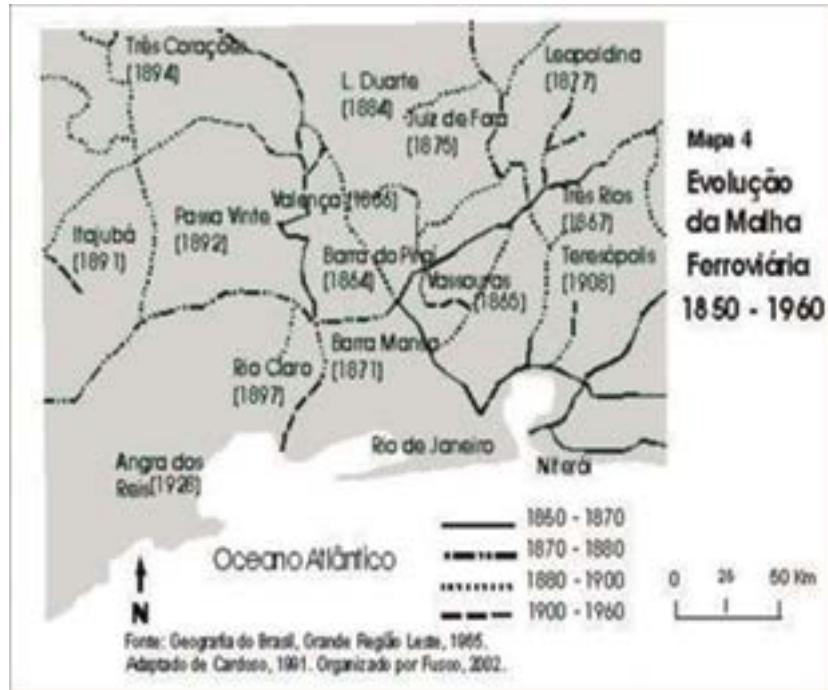 Três Corações
(1894)
L. Duarte
(1884)
Leopoldina
(1877)
Juiz de Fora
(1875)
Mapa 4
Evolução
da Malha
Ferroviária
1850 - 1960
Valença (1866)
Três Rios
(1867)
Itajubá
(1891)
Passa Vinte
(1892)
Barra do Piraí
(1864)
Vassouras
(1865)
Teresópolis
(1908)
Rio Claro
(1897)
Barra Mansa
(1871)
Rio de Janeiro
Niterói
Angra dos
Reis (1928)
Oceano Atlântico
N
1850 - 1870
1870 - 1880
1880 - 1900
1900 - 1960
0 25 50 Km
Fonte: Geografia do Brasil, Grande Região Leste, 1965.
Adaptado de Cardoso, 1991. Organizado por Fusco, 2002.